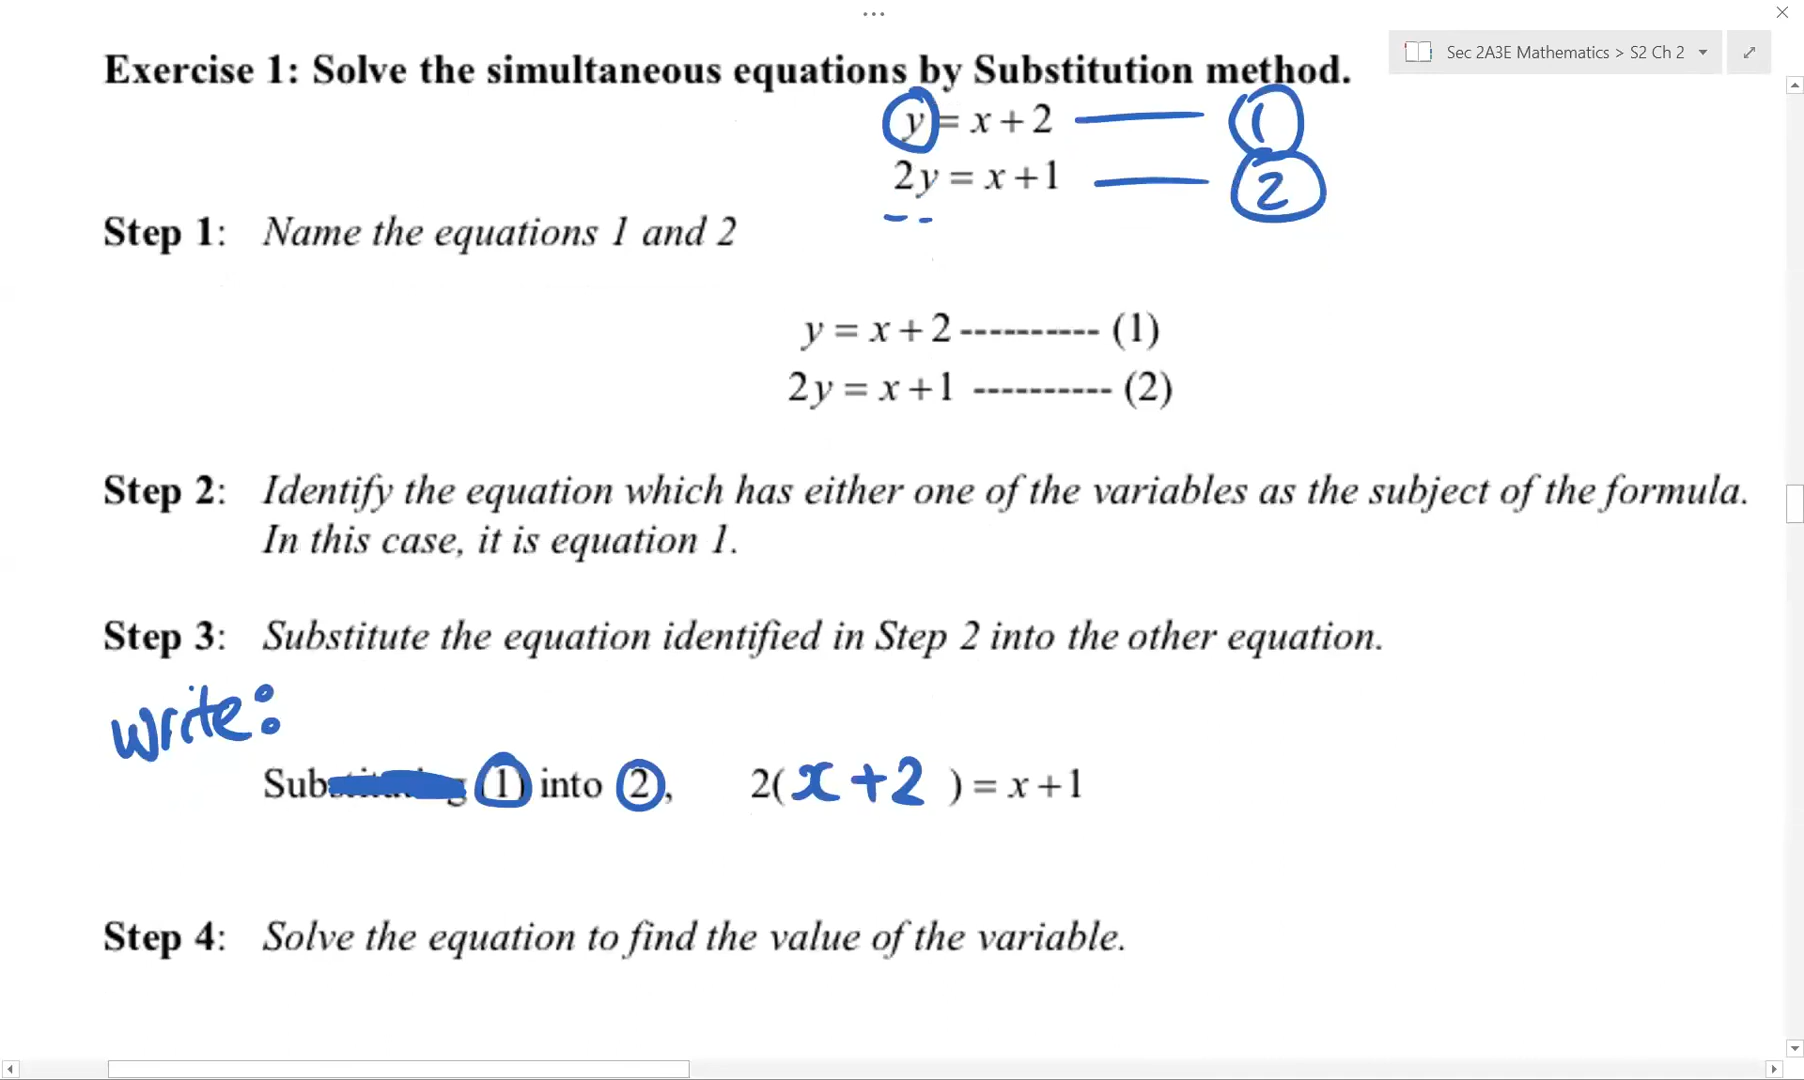 ...
Sec 2A3E Mathematics > S2 Ch 2
Exercise 1: Solve the simultaneous equations by Substitution method.
y = x + 2 —— 1
2y = x + 1 —— 2
Step 1: Name the equations 1 and 2
y = x + 2 ---------- (1)
2y = x + 1 ---------- (2)
Step 2: Identify the equation which has either one of the variables as the subject of the formula.
In this case, it is equation 1.
Step 3: Substitute the equation identified in Step 2 into the other equation.
write:
Sub (1) into 2, 2( x + 2 ) = x + 1
Step 4: Solve the equation to find the value of the variable.